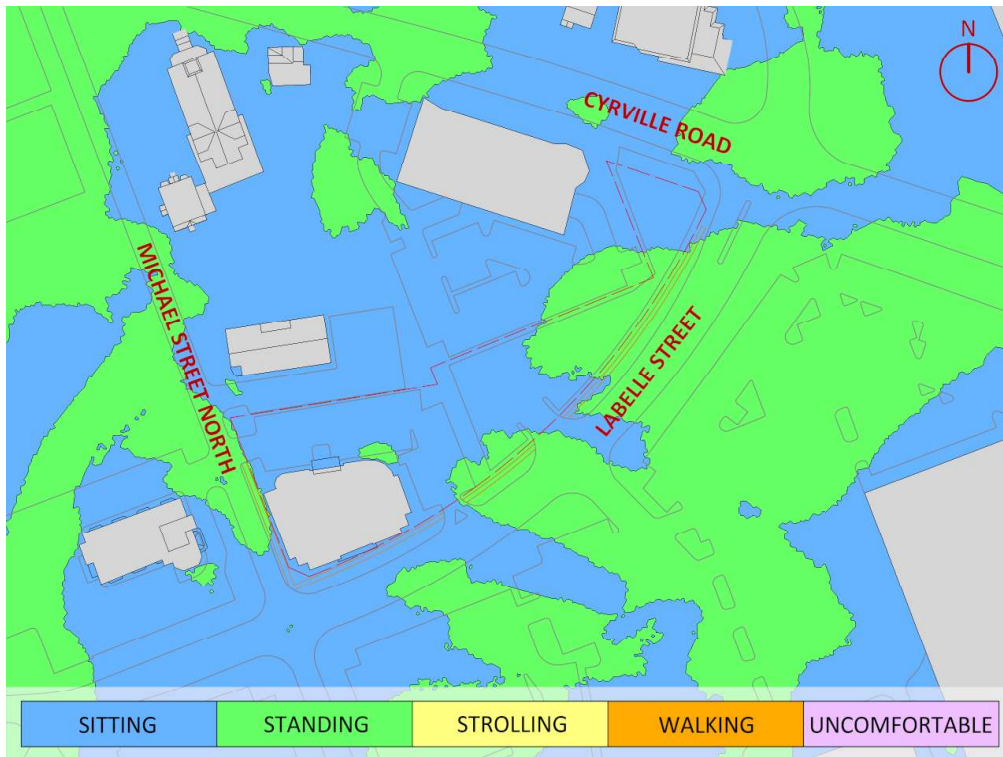 N
CYRVILLE ROAD
MICHAEL STREET NORTH
LABELLE STREET
SITTING
STANDING
STROLLING
WALKING
UNCOMFORTABLE